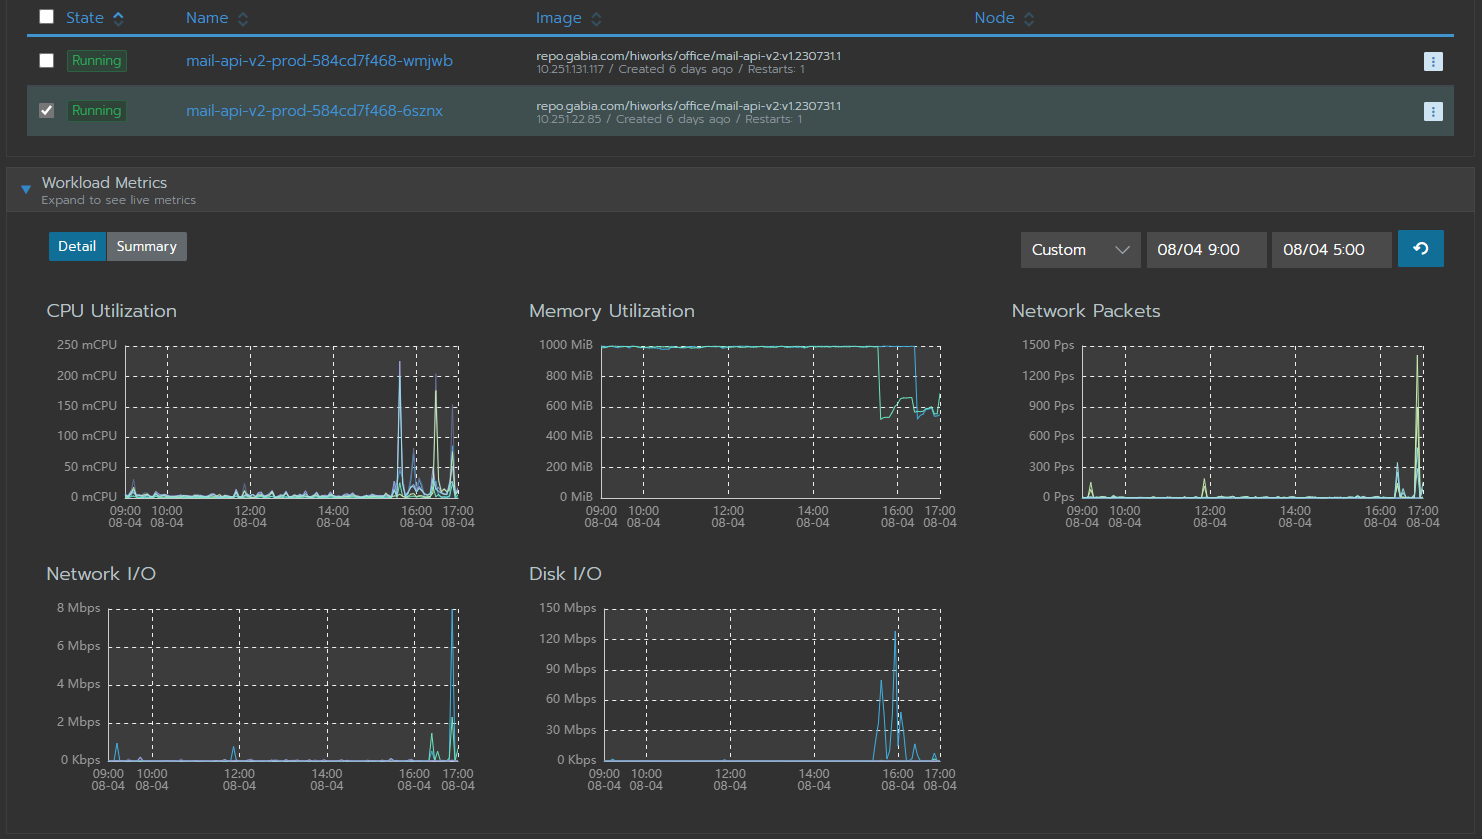 State Name Image Node
Running mail-api-v2-prod-584cd7f468-wmjwb repo.gabia.com/hiworks/office/mail-api-v2:v1.230731.1
10.251.131.117 / Created 6 days ago / Restarts: 1
Running mail-api-v2-prod-584cd7f468-6sznx repo.gabia.com/hiworks/office/mail-api-v2:v1.230731.1
10.251.22.85 / Created 6 days ago / Restarts: 1
Workload Metrics
Expand to see live metrics
Detail Summary Custom 08/04 9:00 08/04 5:00
CPU Utilization
250 mCPU
200 mCPU
150 mCPU
100 mCPU
50 mCPU
0 mCPU
09:00 10:00 12:00 14:00 16:00 17:00
08-04 08-04 08-04 08-04 08-04 08-04
Memory Utilization
1000 MiB
800 MiB
600 MiB
400 MiB
200 MiB
0 MiB
09:00 10:00 12:00 14:00 16:00 17:00
08-04 08-04 08-04 08-04 08-04 08-04
Network Packets
1500 Pps
1200 Pps
900 Pps
600 Pps
300 Pps
0 Pps
09:00 10:00 12:00 14:00 16:00 17:00
08-04 08-04 08-04 08-04 08-04 08-04
Network I/O
8 Mbps
6 Mbps
4 Mbps
2 Mbps
0 Kbps
09:00 10:00 12:00 14:00 16:00 17:00
08-04 08-04 08-04 08-04 08-04 08-04
Disk I/O
150 Mbps
120 Mbps
90 Mbps
60 Mbps
30 Mbps
0 Kbps
09:00 10:00 12:00 14:00 16:00 17:00
08-04 08-04 08-04 08-04 08-04 08-04